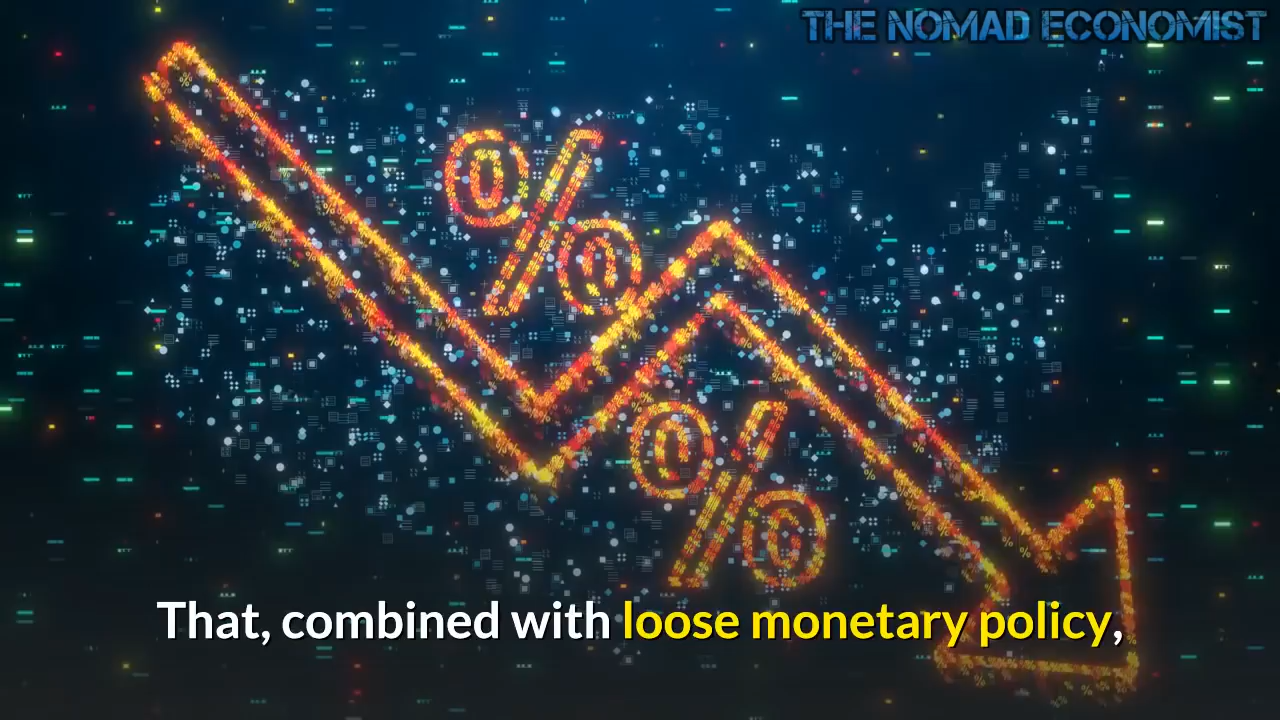 THE NOMAD ECONOMIST
%
%
That, combined with loose monetary policy,